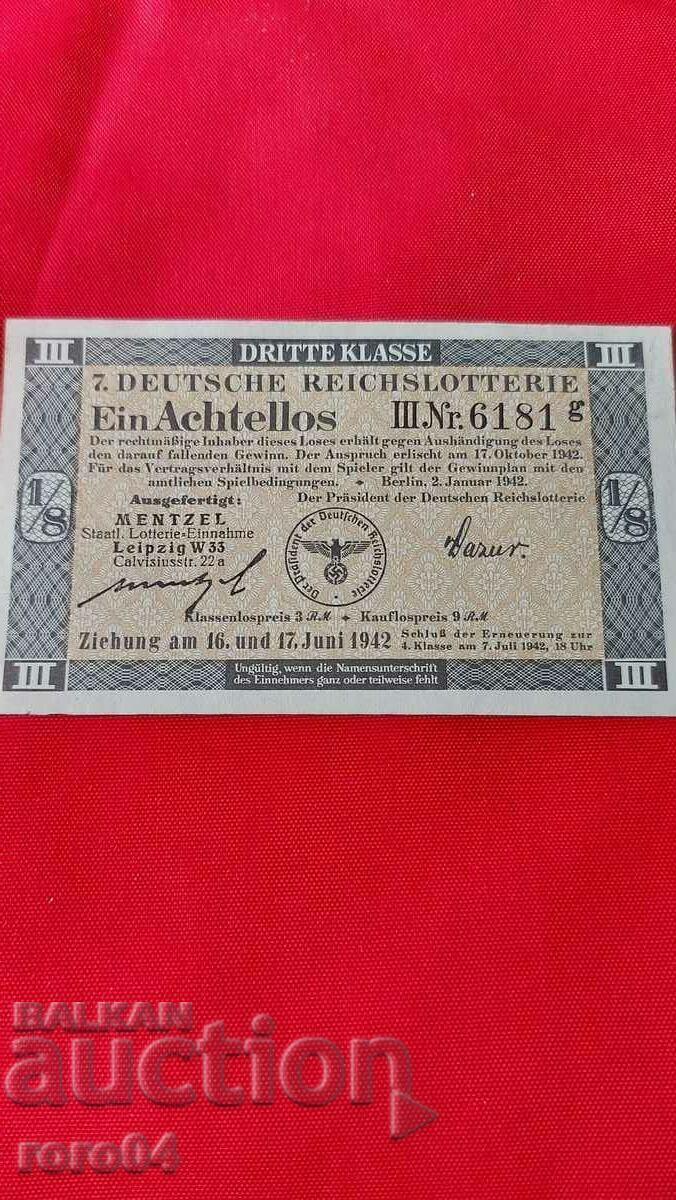 III DRITTE KLASSE III
7. DEUTSCHE REICHSLOTTERIE
Ein Achtellos III. Nr. 6181 g
Der rechtmäßige Inhaber dieses Loses erhält gegen Aushändigung des Loses
den darauf fallenden Gewinn. Der Anspruch erlischt am 17. Oktober 1942.
Für das Vertragsverhältnis mit dem Spieler gilt der Gewinnplan mit den
amtlichen Spielbedingungen. Berlin, 2. Januar 1942.
Ausgefertigt: Der Präsident der Deutschen Reichslotterie
1/8
1/8
MENTZEL
Staatl. Lotterie-Einnahme
Leipzig W 33
Calvisiusstr. 22a
Der Präsident der Deutschen Reichslotterie
Klassenlospreis 3 RM Kauflospreis 9 RM
Ziehung am 16. und 17. Juni 1942
Schluß der Erneuerung zur
4. Klasse am 7. Juli 1942, 18 Uhr
III III
Ungültig, wenn die Namensunterschrift
des Einnehmers ganz oder teilweise fehlt
BALKAN
auction
roro04